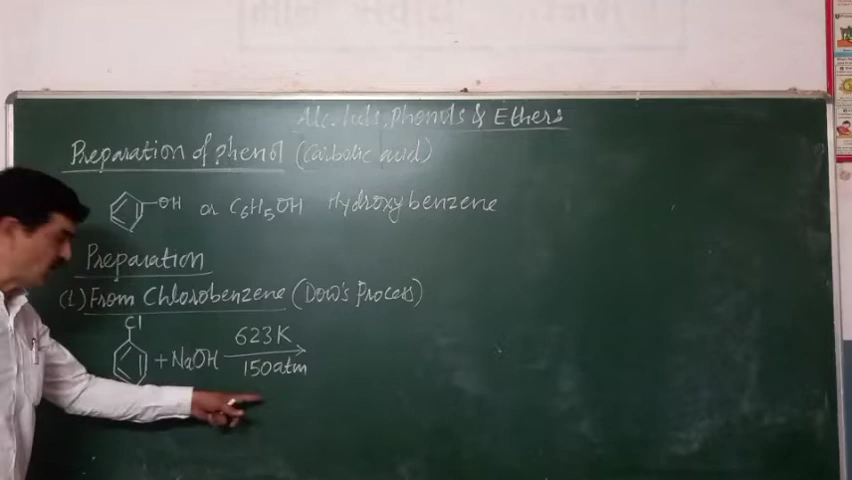 Alcohols, Phenols & Ethers
Preparation of phenol (Carbolic acid)
OH or C6H5OH Hydroxybenzene
Preparation
(1) From Chlorobenzene (Dow's Process)
Cl
+ NaOH 623K
150atm